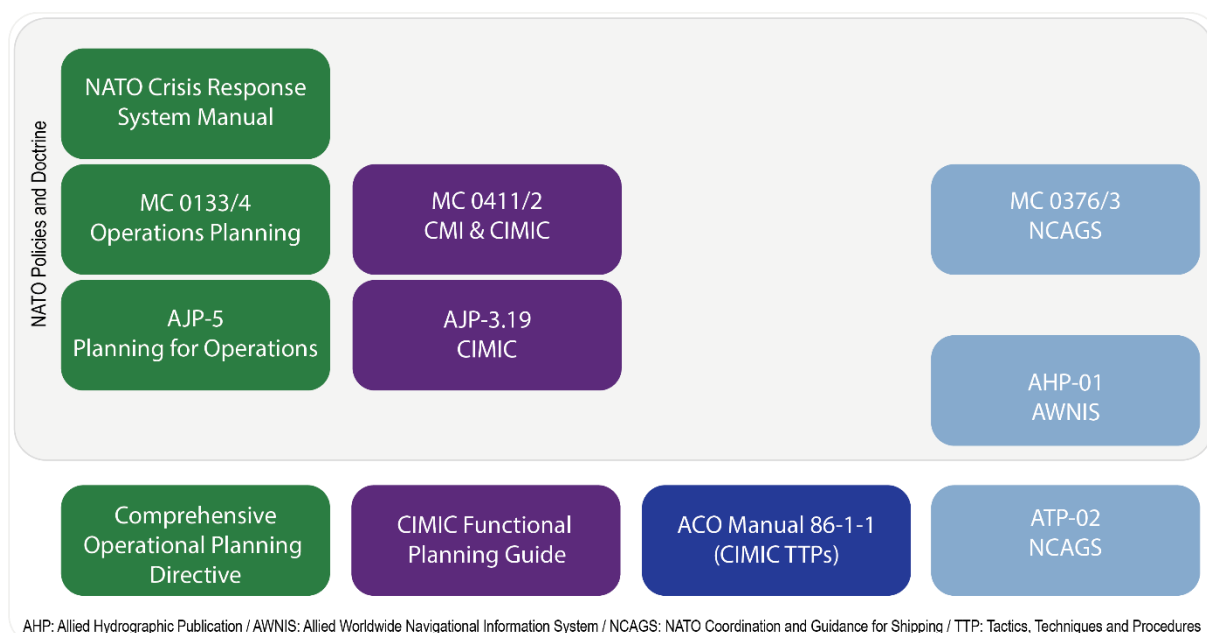 NATO Policies and Doctrine
NATO Crisis Response
System Manual
MC 0133/4
Operations Planning
MC 0411/2
CMI & CIMIC
MC 0376/3
NCAGS
AJP-5
Planning for Operations
AJP-3.19
CIMIC
AHP-01
AWNIS
Comprehensive
Operational Planning
Directive
CIMIC Functional
Planning Guide
ACO Manual 86-1-1
(CIMIC TTPs)
ATP-02
NCAGS
AHP: Allied Hydrographic Publication / AWNIS: Allied Worldwide Navigational Information System / NCAGS: NATO Coordination and Guidance for Shipping / TTP: Tactics, Techniques and Procedures